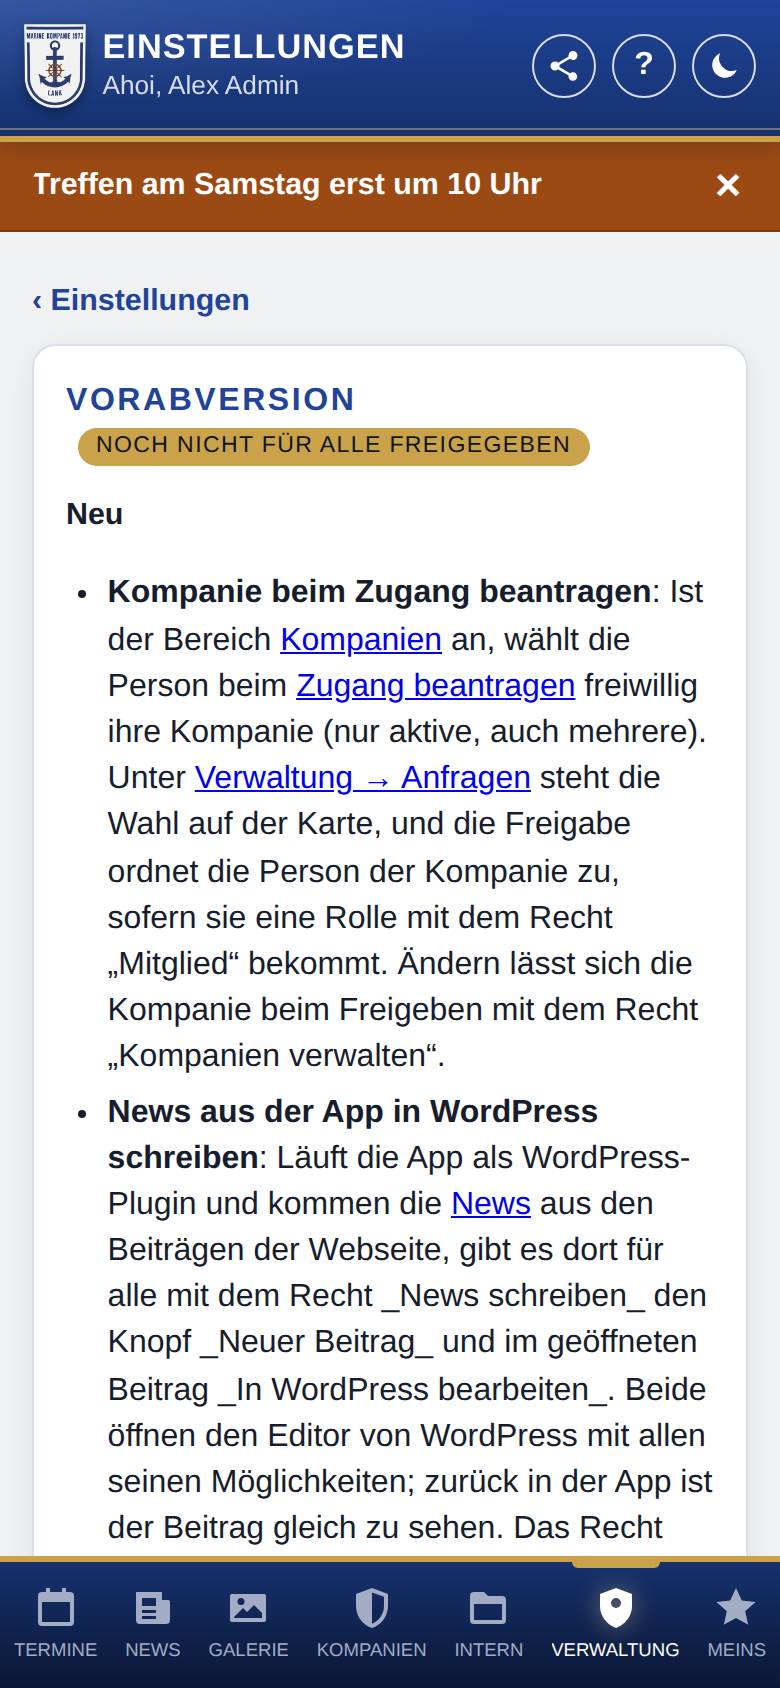 MARINE KOMPANIE 1973
LANK
EINSTELLUNGEN
Ahoi, Alex Admin
?
Treffen am Samstag erst um 10 Uhr
×
‹ Einstellungen
VORABVERSION
NOCH NICHT FÜR ALLE FREIGEGEBEN
Neu
• Kompanie beim Zugang beantragen: Ist
der Bereich Kompanien an, wählt die
Person beim Zugang beantragen freiwillig
ihre Kompanie (nur aktive, auch mehrere).
Unter Verwaltung → Anfragen steht die
Wahl auf der Karte, und die Freigabe
ordnet die Person der Kompanie zu,
sofern sie eine Rolle mit dem Recht
„Mitglied“ bekommt. Ändern lässt sich die
Kompanie beim Freigeben mit dem Recht
„Kompanien verwalten“.
• News aus der App in WordPress
schreiben: Läuft die App als WordPress-
Plugin und kommen die News aus den
Beiträgen der Webseite, gibt es dort für
alle mit dem Recht _News schreiben_ den
Knopf _Neuer Beitrag_ und im geöffneten
Beitrag _In WordPress bearbeiten_. Beide
öffnen den Editor von WordPress mit allen
seinen Möglichkeiten; zurück in der App ist
der Beitrag gleich zu sehen. Das Recht
TERMINE NEWS GALERIE KOMPANIEN INTERN VERWALTUNG MEINS